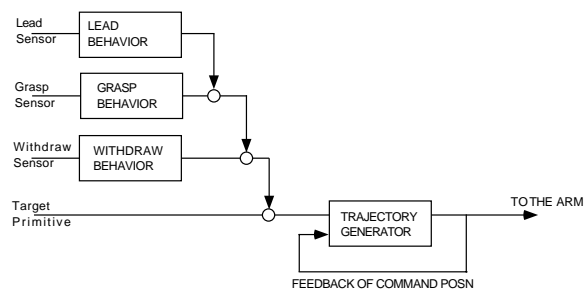 Lead
Sensor
LEAD
BEHAVIOR
Grasp
Sensor
GRASP
BEHAVIOR
Withdraw
Sensor
WITHDRAW
BEHAVIOR
Target
Primitive
TRAJECTORY
GENERATOR
TO THE ARM
FEEDBACK OF COMMAND POSN